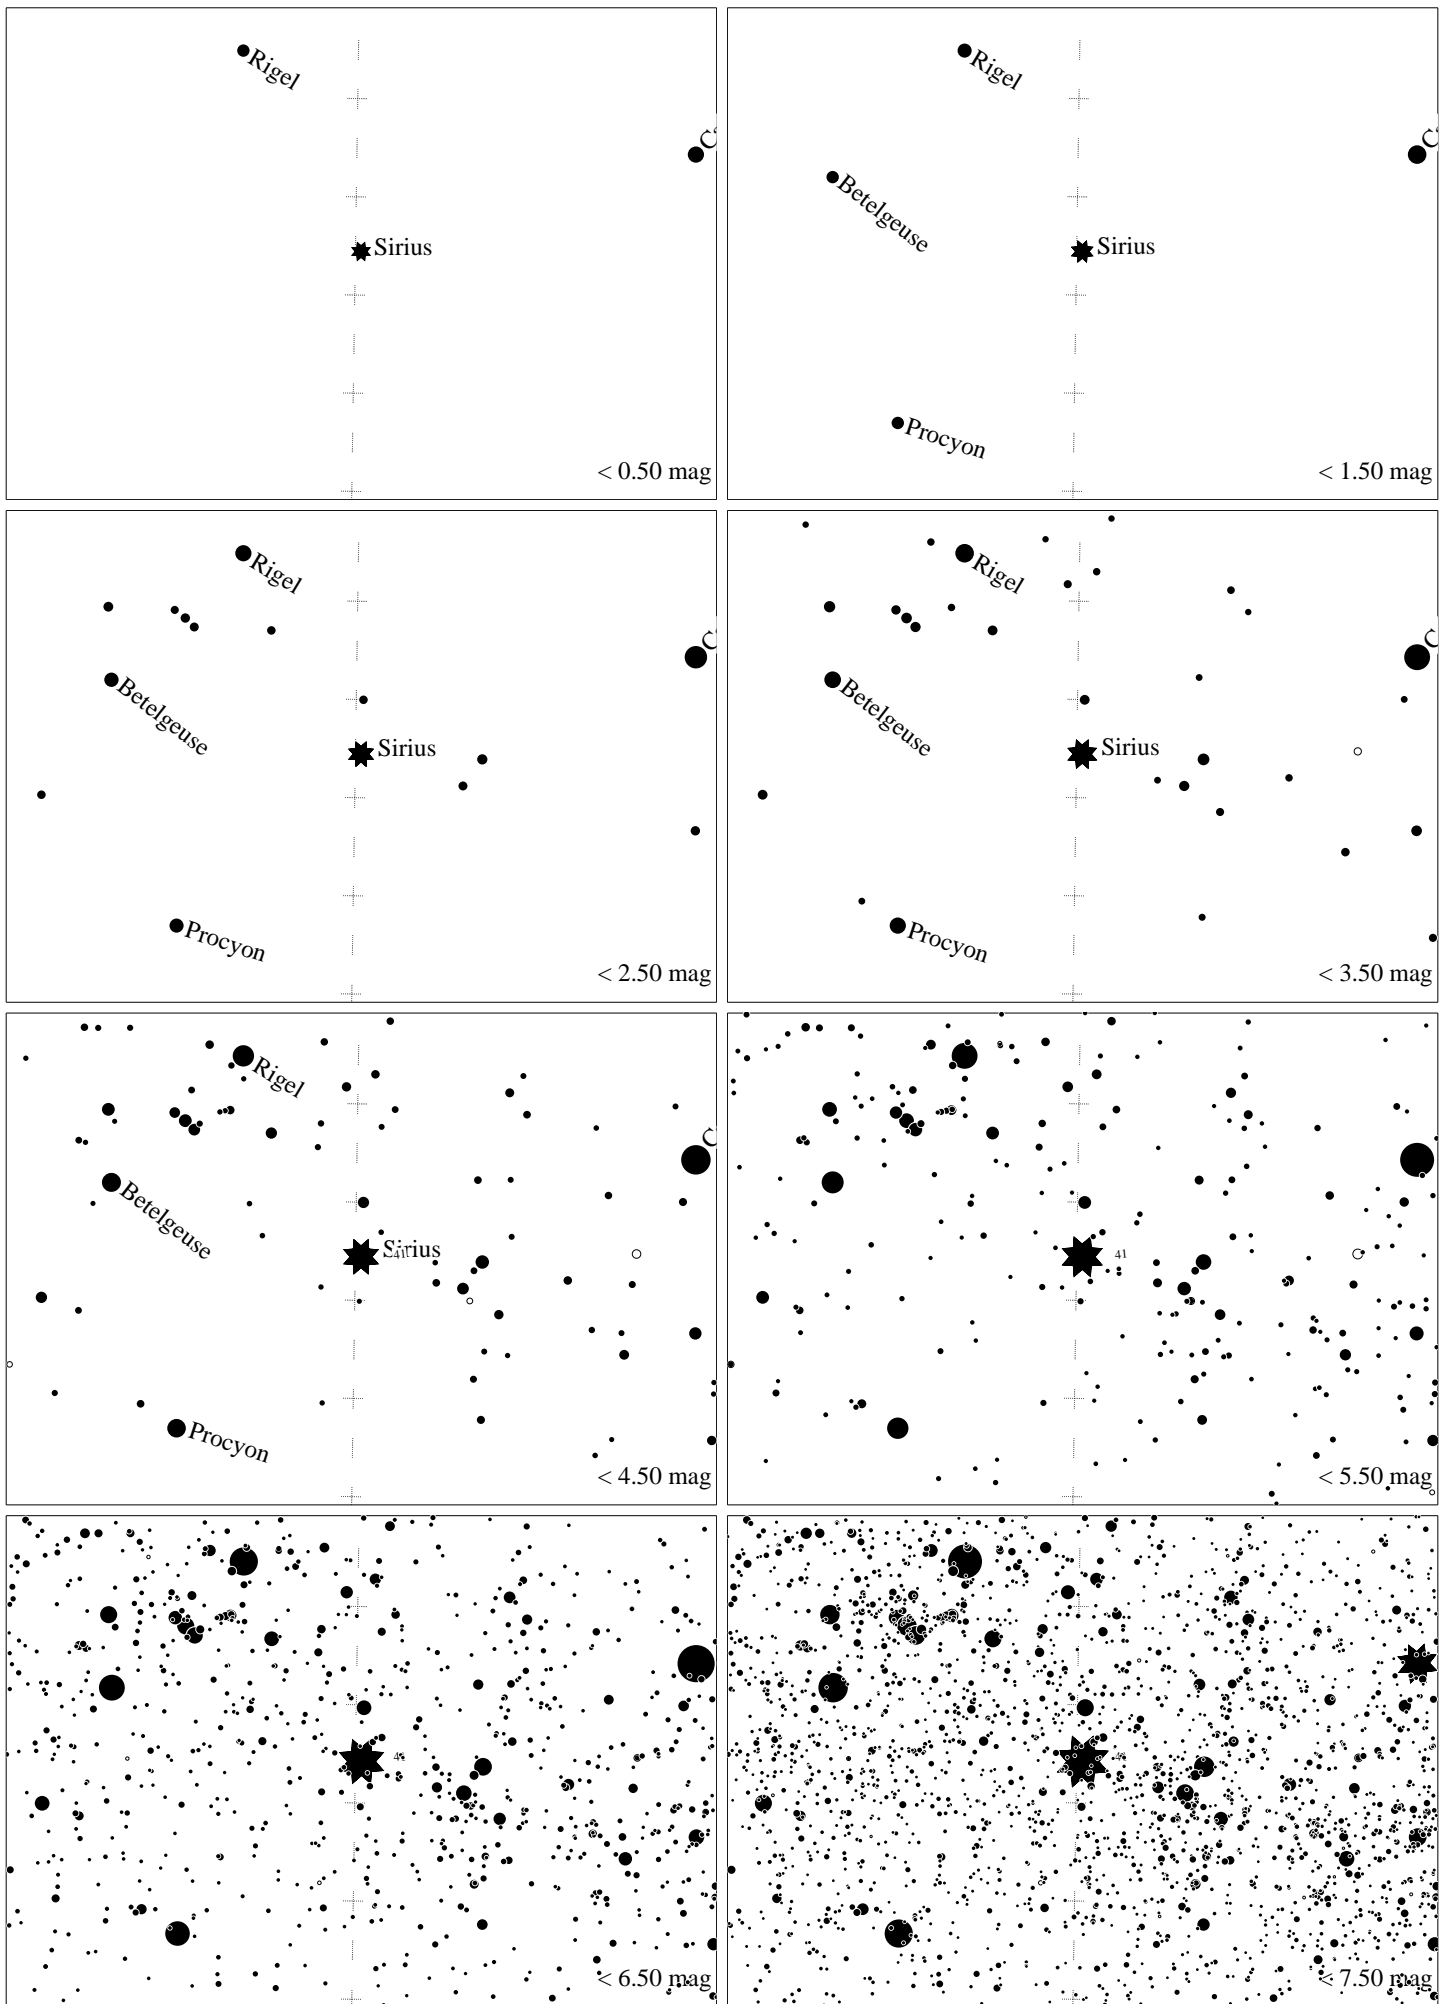 Rigel
Sirius
< 0.50 mag
Rigel
Betelgeuse
Sirius
Procyon
< 1.50 mag
Rigel
Betelgeuse
Sirius
Procyon
< 2.50 mag
Rigel
Betelgeuse
Sirius
Procyon
< 3.50 mag
Rigel
Betelgeuse
Sirius
41
Procyon
< 4.50 mag
41
< 5.50 mag
< 6.50 mag
< 7.50 mag